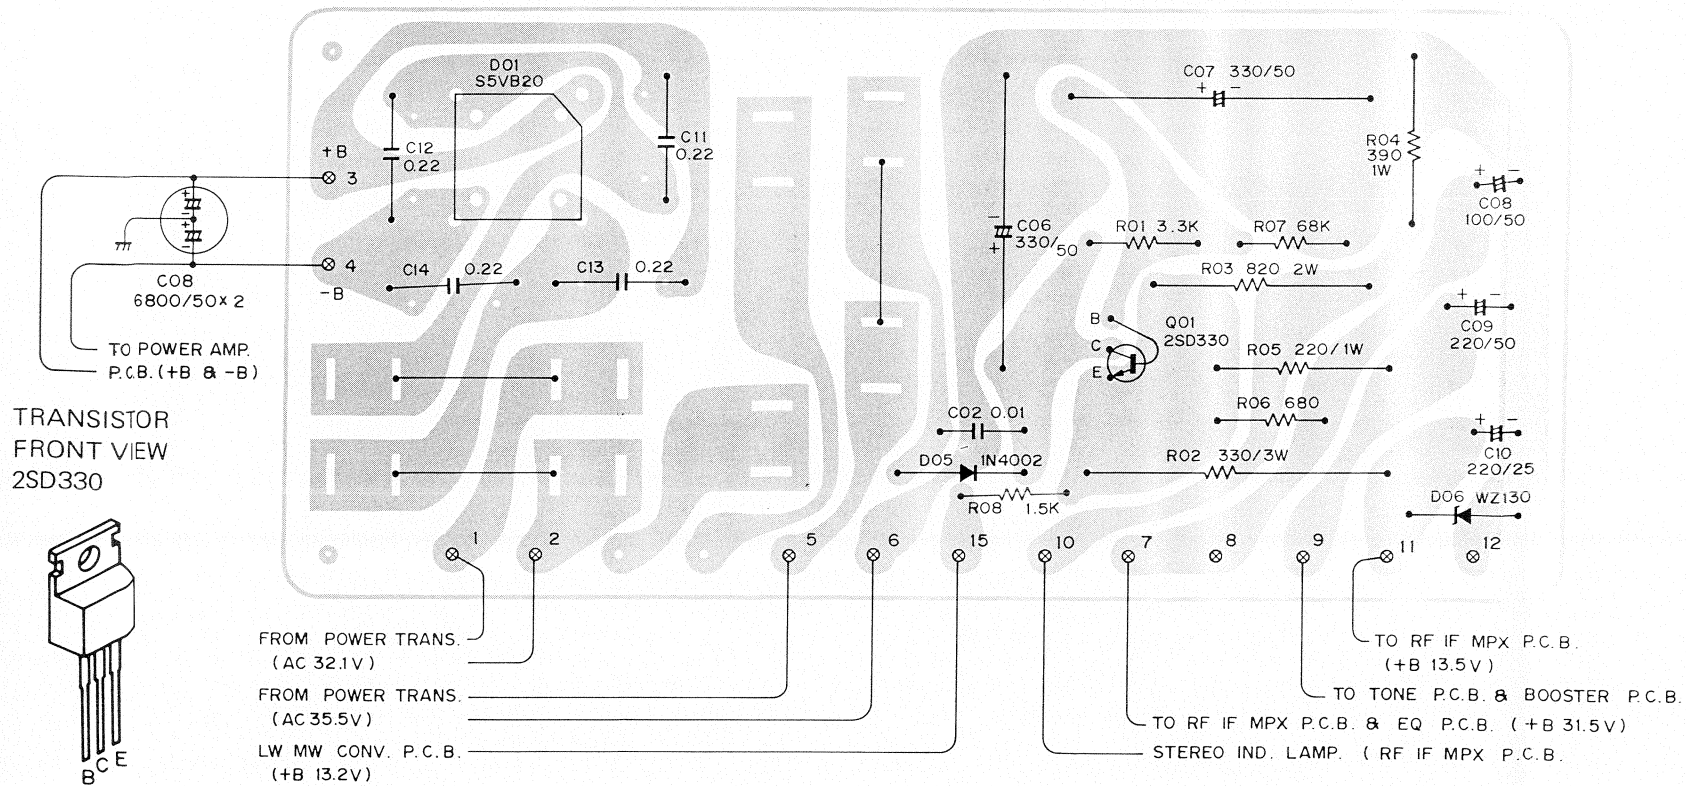 D01
S5VB20
C07 330/50
+ -
+B
3
C12
0.22
C11
0.22
R04
390
1W
+ -
C08
100/50
+
-
+
-
C08
6800/50×2
4
-B
C14 0.22
C13 0.22
-
+
C06
330/50
R01 3.3K
R07 68K
R03 820 2W
B
C
E
Q01
2SD330
+ -
C09
220/50
R05 220/1W
R06 680
TO POWER AMP.
P.C.B. (+B & -B)
C02 0.01
D05 1N4002
R08 1.5K
R02 330/3W
+ -
C10
220/25
D06 WZ130
TRANSISTOR
FRONT VIEW
2SD330
B C E
1 2 5 6 15 10 7 8 9 11 12
FROM POWER TRANS.
(AC 32.1V)
FROM POWER TRANS.
(AC35.5V)
LW MW CONV. P.C.B.
(+B 13.2V)
TO RF IF MPX P.C.B.
(+B 13.5V)
TO TONE P.C.B. & BOOSTER P.C.B.
TO RF IF MPX P.C.B. & EQ P.C.B. (+B 31.5V)
STEREO IND. LAMP. (RF IF MPX P.C.B.